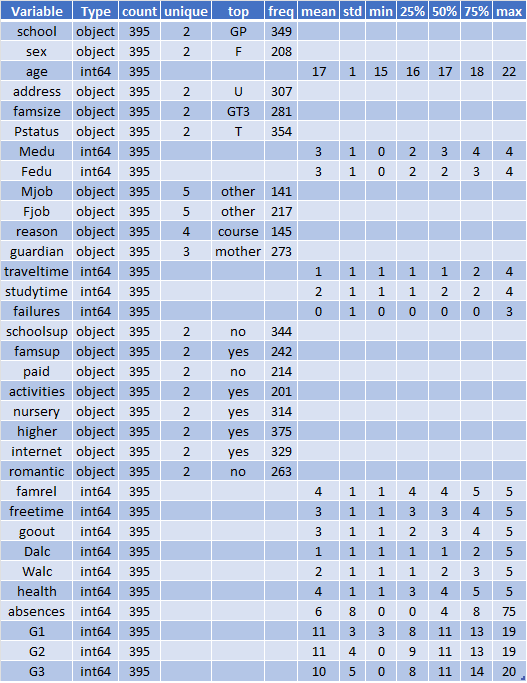 Variable Type count unique top freq mean std min 25% 50% 75% max
school object 395 2 GP 349
sex object 395 2 F 208
age int64 395 17 1 15 16 17 18 22
address object 395 2 U 307
famsize object 395 2 GT3 281
Pstatus object 395 2 T 354
Medu int64 395 3 1 0 2 3 4 4
Fedu int64 395 3 1 0 2 2 3 4
Mjob object 395 5 other 141
Fjob object 395 5 other 217
reason object 395 4 course 145
guardian object 395 3 mother 273
traveltime int64 395 1 1 1 1 1 2 4
studytime int64 395 2 1 1 1 2 2 4
failures int64 395 0 1 0 0 0 0 3
schoolsup object 395 2 no 344
famsup object 395 2 yes 242
paid object 395 2 no 214
activities object 395 2 yes 201
nursery object 395 2 yes 314
higher object 395 2 yes 375
internet object 395 2 yes 329
romantic object 395 2 no 263
famrel int64 395 4 1 1 4 4 5 5
freetime int64 395 3 1 1 3 3 4 5
goout int64 395 3 1 1 2 3 4 5
Dalc int64 395 1 1 1 1 1 2 5
Walc int64 395 2 1 1 1 2 3 5
health int64 395 4 1 1 3 4 5 5
absences int64 395 6 8 0 0 4 8 75
G1 int64 395 11 3 3 8 11 13 19
G2 int64 395 11 4 0 9 11 13 19
G3 int64 395 10 5 0 8 11 14 20